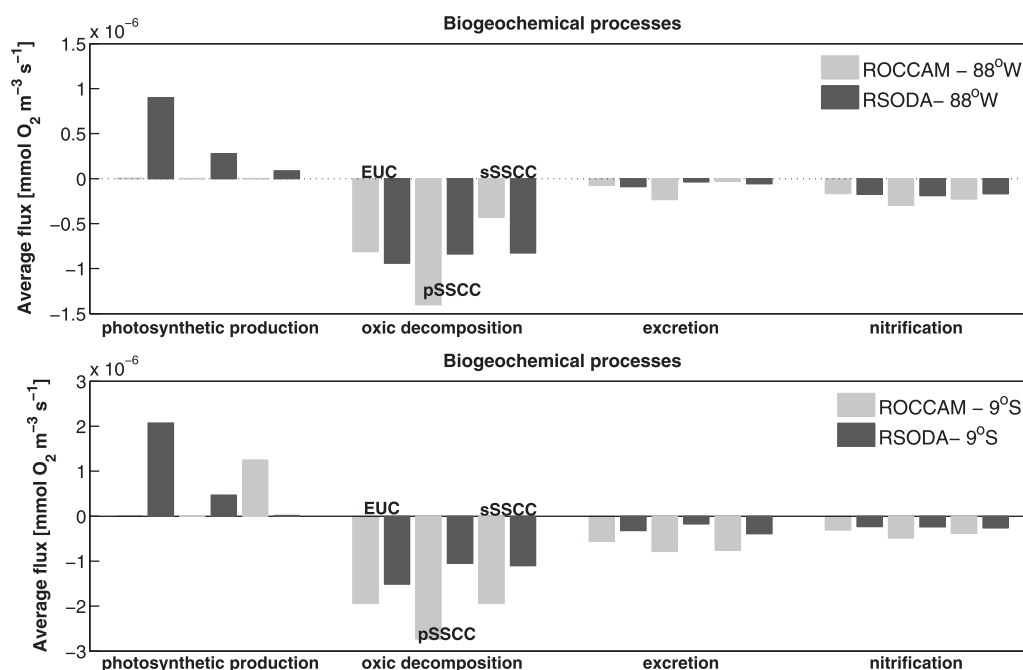 Biogeochemical processes
x 10⁻⁶
Average flux [mmol O₂ m⁻³ s⁻¹]
1.5
1
0.5
0
−0.5
−1
−1.5
ROCCAM − 88°W
RSODA− 88°W
EUC
sSSCC
pSSCC
photosynthetic production
oxic decomposition
excretion
nitrification
Biogeochemical processes
x 10⁻⁶
Average flux [mmol O₂ m⁻³ s⁻¹]
3
2
1
0
−1
−2
−3
ROCCAM − 9°S
RSODA− 9°S
EUC
sSSCC
pSSCC
photosynthetic production
oxic decomposition
excretion
nitrification